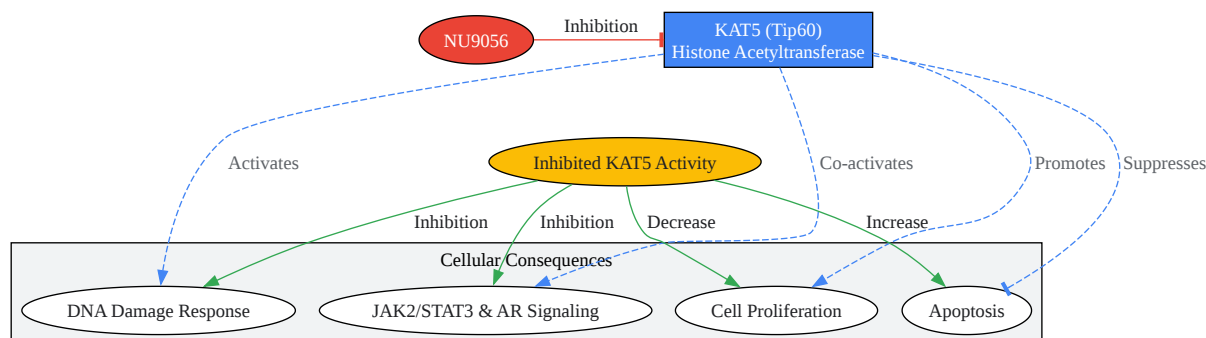 NU9056
Inhibition
KAT5 (Tip60)
Histone Acetyltransferase
Activates
Inhibited KAT5 Activity
Co-activates
Promotes
Suppresses
Inhibition
Inhibition
Decrease
Increase
Cellular Consequences
DNA Damage Response
JAK2/STAT3 & AR Signaling
Cell Proliferation
Apoptosis